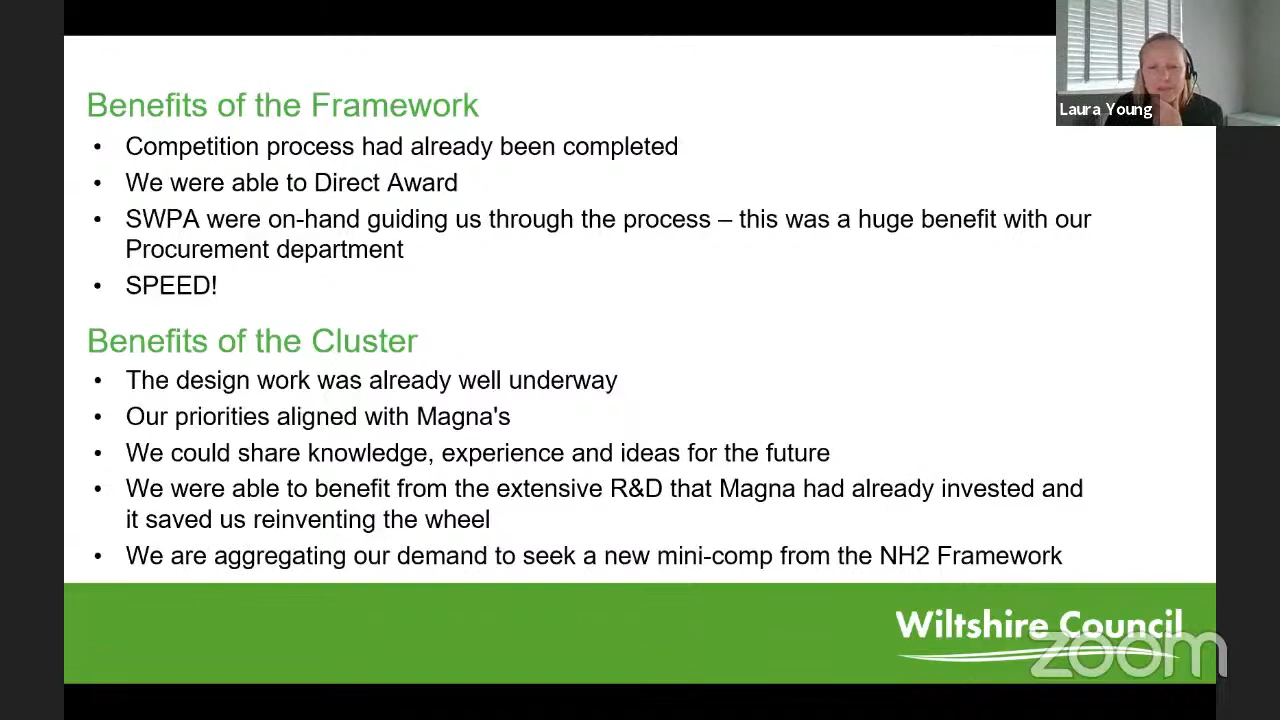 Laura Young
Benefits of the Framework
• Competition process had already been completed
• We were able to Direct Award
• SWPA were on-hand guiding us through the process – this was a huge benefit with our
Procurement department
• SPEED!
Benefits of the Cluster
• The design work was already well underway
• Our priorities aligned with Magna's
• We could share knowledge, experience and ideas for the future
• We were able to benefit from the extensive R&D that Magna had already invested and
it saved us reinventing the wheel
• We are aggregating our demand to seek a new mini-comp from the NH2 Framework
Wiltshire Council
zoom